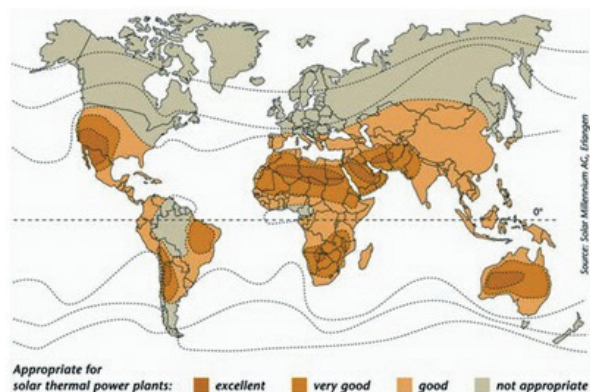 0°
Source: Solar Millennium AG, Erlangen
Appropriate for
solar thermal power plants: excellent very good good not appropriate